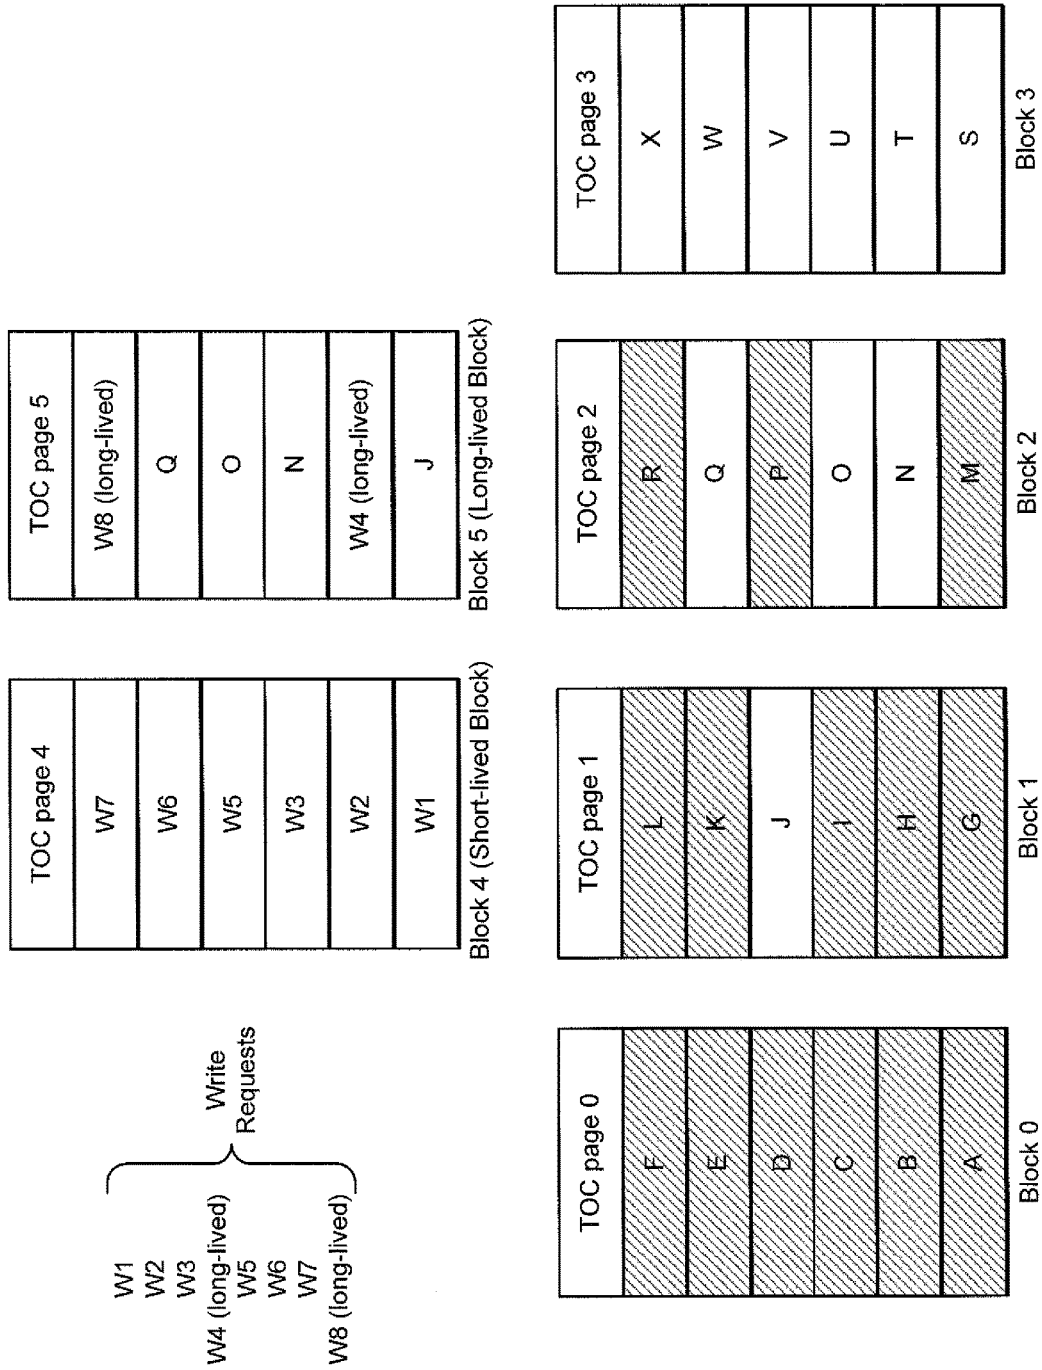 W1
W2
W3
W4 (long-lived)
W5
W6
W7
W8 (long-lived)
Write
Requests
TOC page 4
W7
W6
W5
W3
W2
W1
Block 4 (Short-lived Block)
TOC page 5
W8 (long-lived)
Q
O
N
W4 (long-lived)
J
Block 5 (Long-lived Block)
TOC page 0
F
E
D
C
B
A
Block 0
TOC page 1
L
K
J
I
H
G
Block 1
TOC page 2
R
Q
P
O
N
M
Block 2
TOC page 3
X
W
V
U
T
S
Block 3